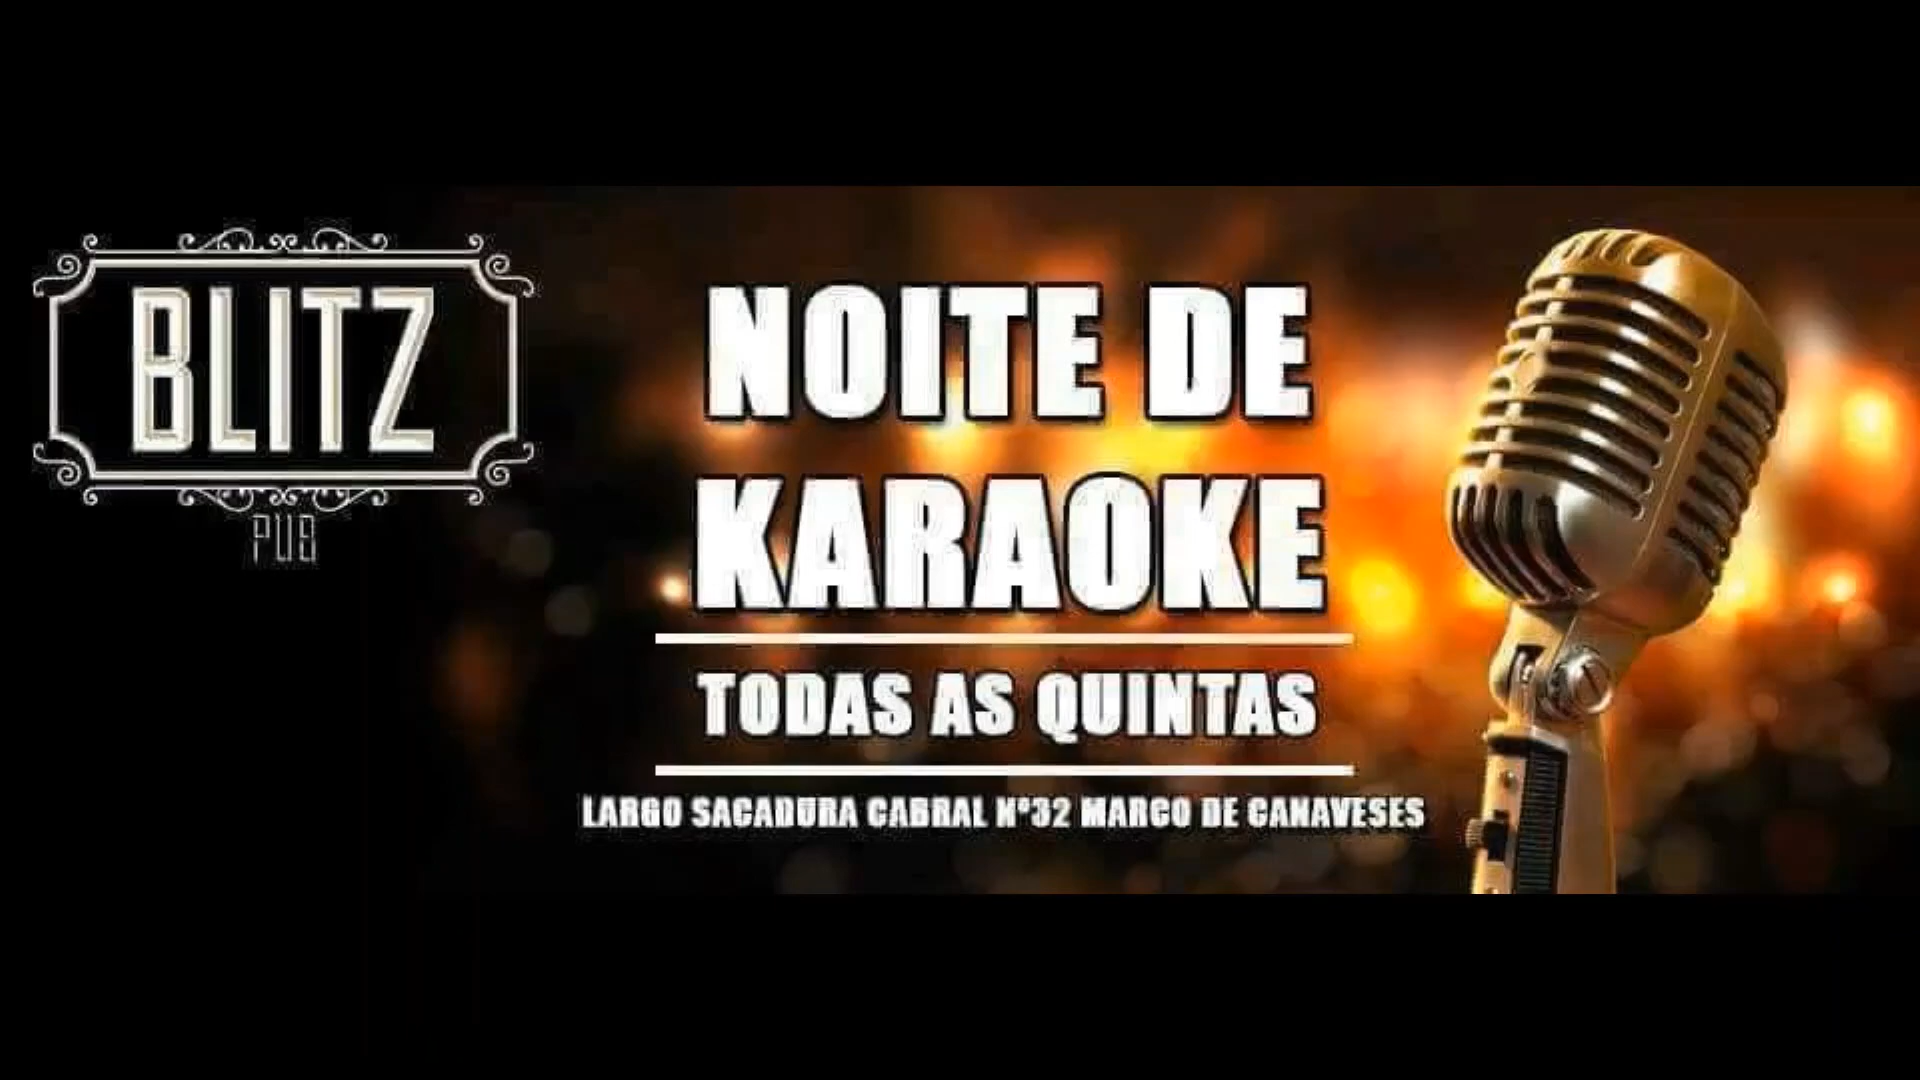 BLITZ
PUB
NOITE DE
KARAOKE
TODAS AS QUINTAS
LARGO SACADURA CABRAL Nº32 MARCO DE CANAVESES